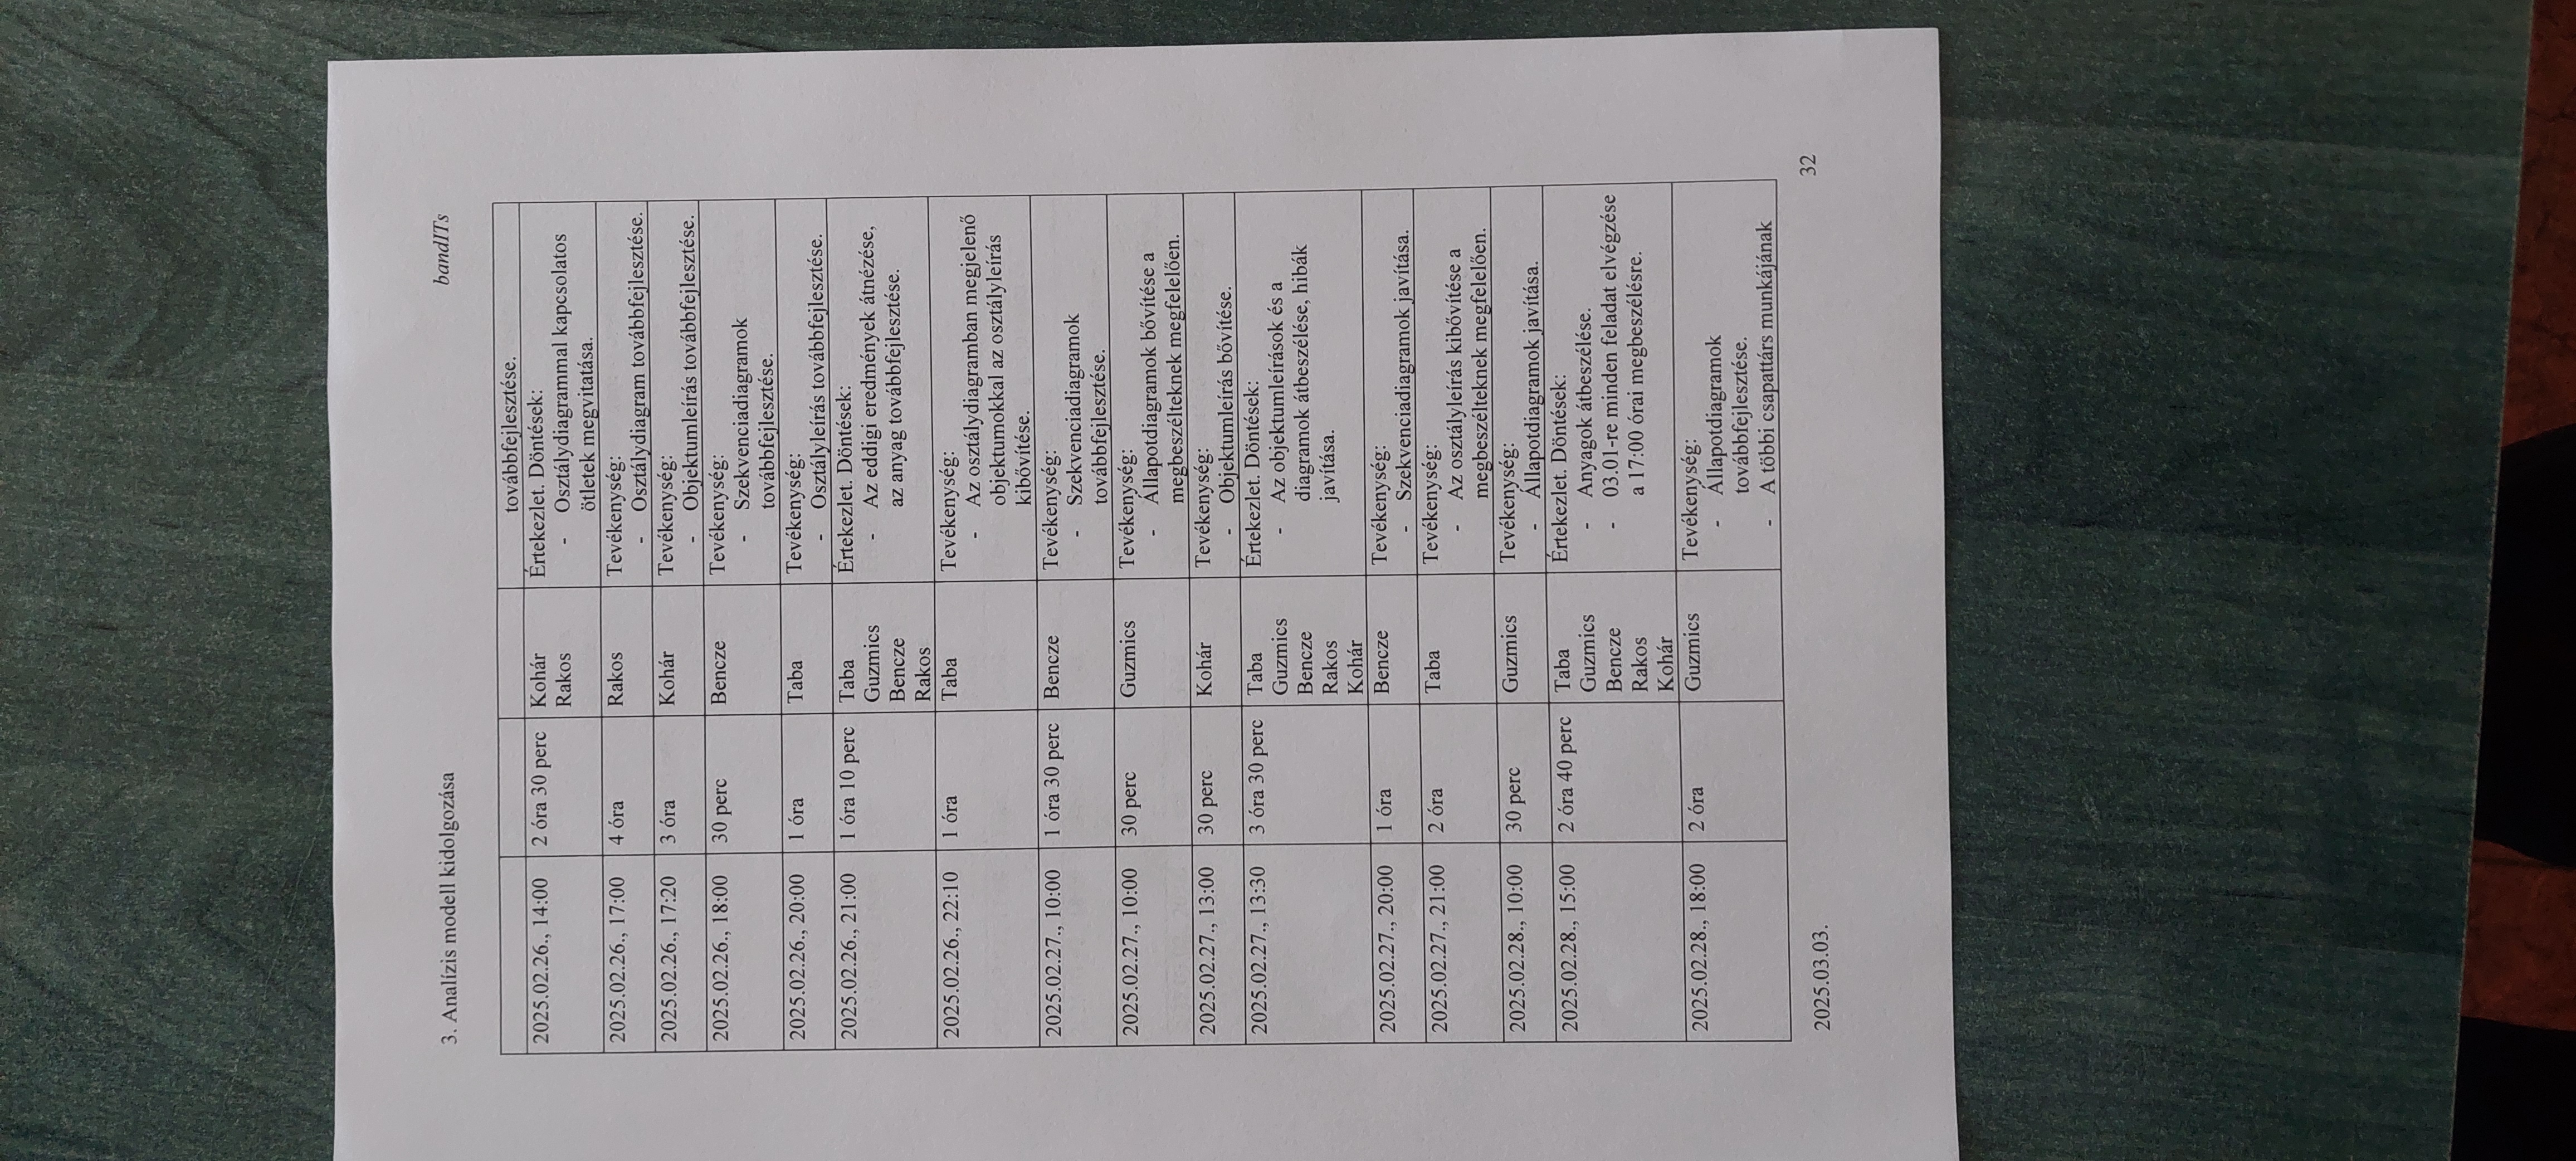 3. Analízis modell kidolgozása bandITs
továbbfejlesztése.
2025.02.26., 14:00 2 óra 30 perc Kohár Értekezlet. Döntések:
Rakos - Osztálydiagrammal kapcsolatos
ötletek megvitatása.
2025.02.26., 17:00 4 óra Rakos Tevékenység:
- Osztálydiagram továbbfejlesztése.
2025.02.26., 17:20 3 óra Kohár Tevékenység:
- Objektumleírás továbbfejlesztése.
2025.02.26., 18:00 30 perc Bencze Tevékenység:
- Szekvenciadiagramok
továbbfejlesztése.
2025.02.26., 20:00 1 óra Taba Tevékenység:
- Osztályleírás továbbfejlesztése.
2025.02.26., 21:00 1 óra 10 perc Taba Értekezlet. Döntések:
Guzmics - Az eddigi eredmények átnézése,
Bencze az anyag továbbfejlesztése.
Rakos
2025.02.26., 22:10 1 óra Taba Tevékenység:
- Az osztálydiagramban megjelenő
objektumokkal az osztályleírás
kibővítése.
2025.02.27., 10:00 1 óra 30 perc Bencze Tevékenység:
- Szekvenciadiagramok
továbbfejlesztése.
2025.02.27., 10:00 30 perc Guzmics Tevékenység:
- Állapotdiagramok bővítése a
megbeszélteknek megfelelően.
2025.02.27., 13:00 30 perc Kohár Tevékenység:
- Objektumleírás bővítése.
2025.02.27., 13:30 3 óra 30 perc Taba Értekezlet. Döntések:
Guzmics - Az objektumleírások és a
Bencze diagramok átbeszélése, hibák
Rakos javítása.
Kohár
2025.02.27., 20:00 1 óra Bencze Tevékenység:
- Szekvenciadiagramok javítása.
2025.02.27., 21:00 2 óra Taba Tevékenység:
- Az osztályleírás kibővítése a
megbeszélteknek megfelelően.
2025.02.28., 10:00 30 perc Guzmics Tevékenység:
- Állapotdiagramok javítása.
2025.02.28., 15:00 2 óra 40 perc Taba Értekezlet. Döntések:
Guzmics - Anyagok átbeszélése.
Bencze - 03.01-re minden feladat elvégzése
Rakos a 17:00 órai megbeszélésre.
Kohár
2025.02.28., 18:00 2 óra Guzmics Tevékenység:
- Állapotdiagramok
továbbfejlesztése.
- A többi csapattárs munkájának
2025.03.03. 32